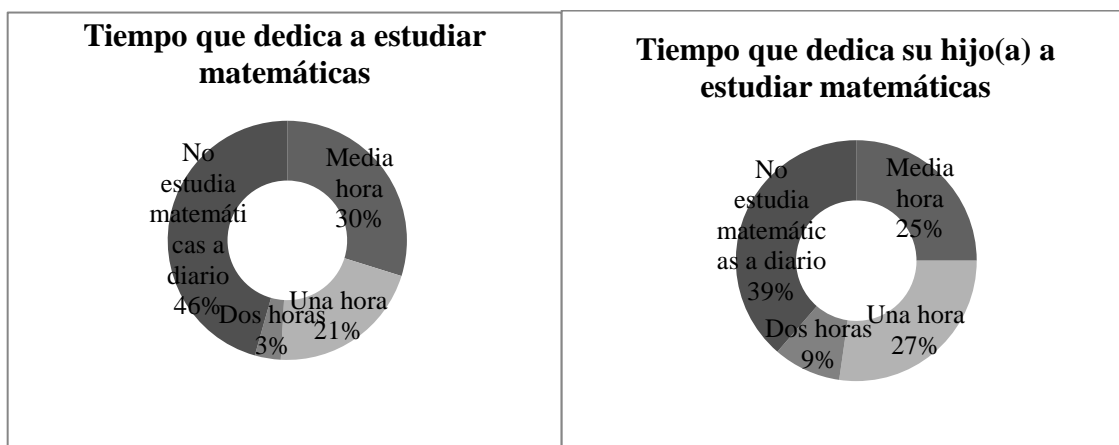 Tiempo que dedica a estudiar
matemáticas
No
estudia
matemáti
cas a
diario
46%
Media
hora
30%
Una hora
21%
Dos horas
3%
Tiempo que dedica su hijo(a) a
estudiar matemáticas
No
estudia
matemátic
as a diario
39%
Media
hora
25%
Una hora
27%
Dos horas
9%